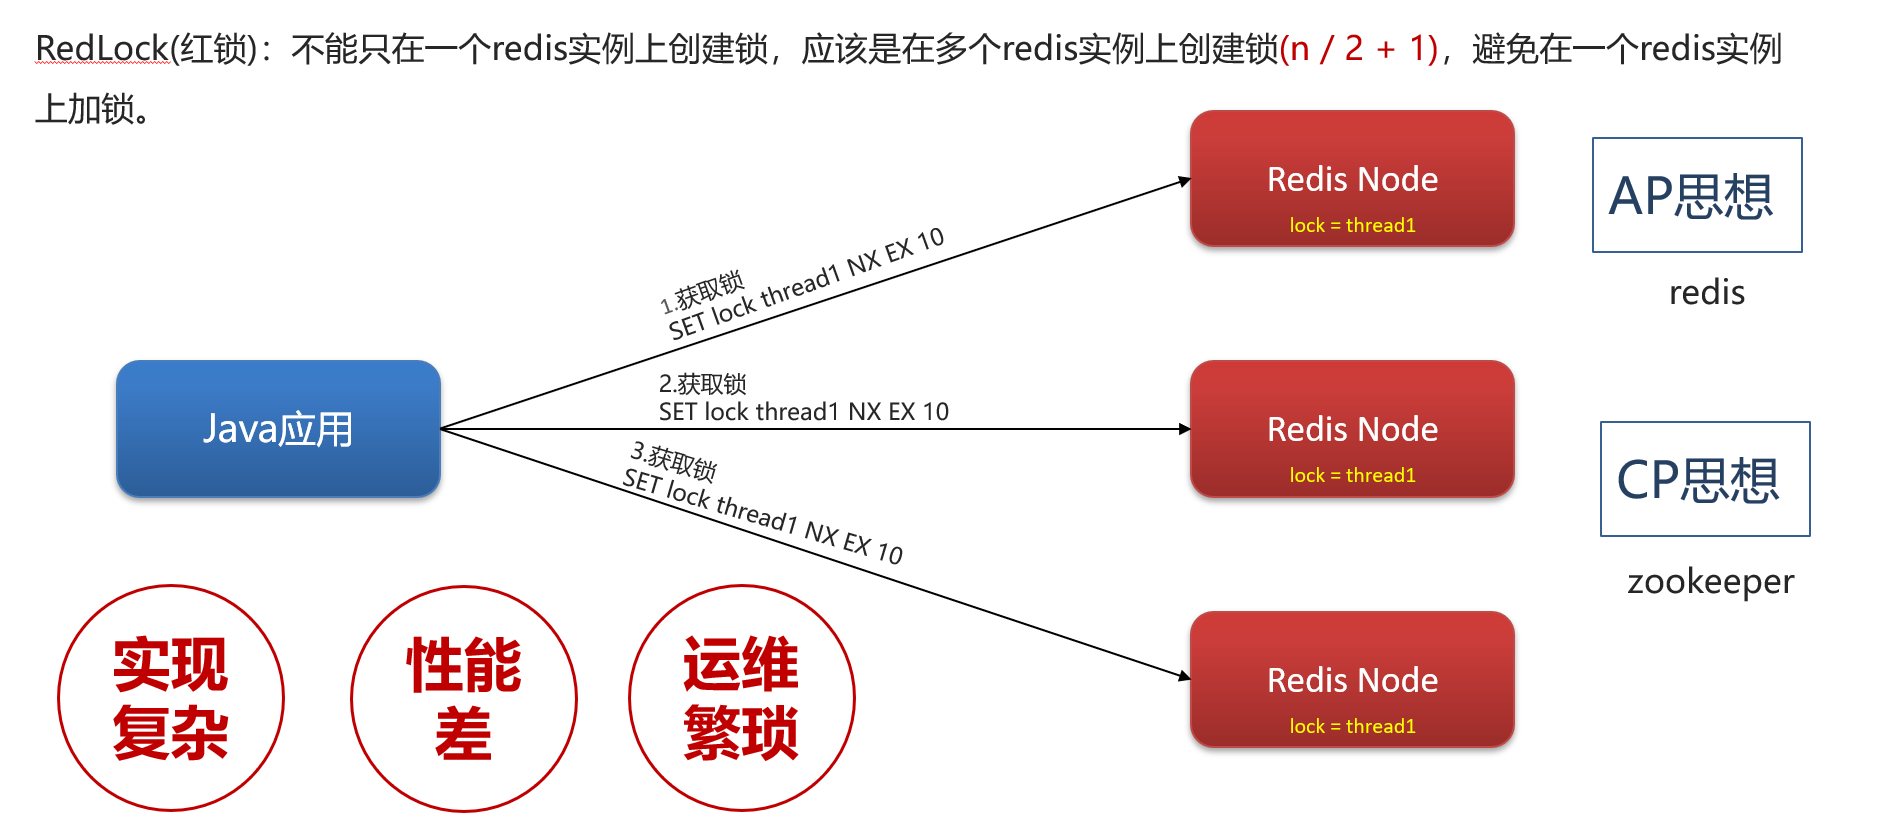 RedLock(红锁)：不能只在一个redis实例上创建锁，应该是在多个redis实例上创建锁(n / 2 + 1)，避免在一个redis实例
上加锁。
Redis Node
lock = thread1
AP思想
redis
1.获取锁
SET lock thread1 NX EX 10
Java应用
2.获取锁
SET lock thread1 NX EX 10
Redis Node
lock = thread1
CP思想
zookeeper
3.获取锁
SET lock thread1 NX EX 10
Redis Node
lock = thread1
实现
复杂
性能
差
运维
繁琐